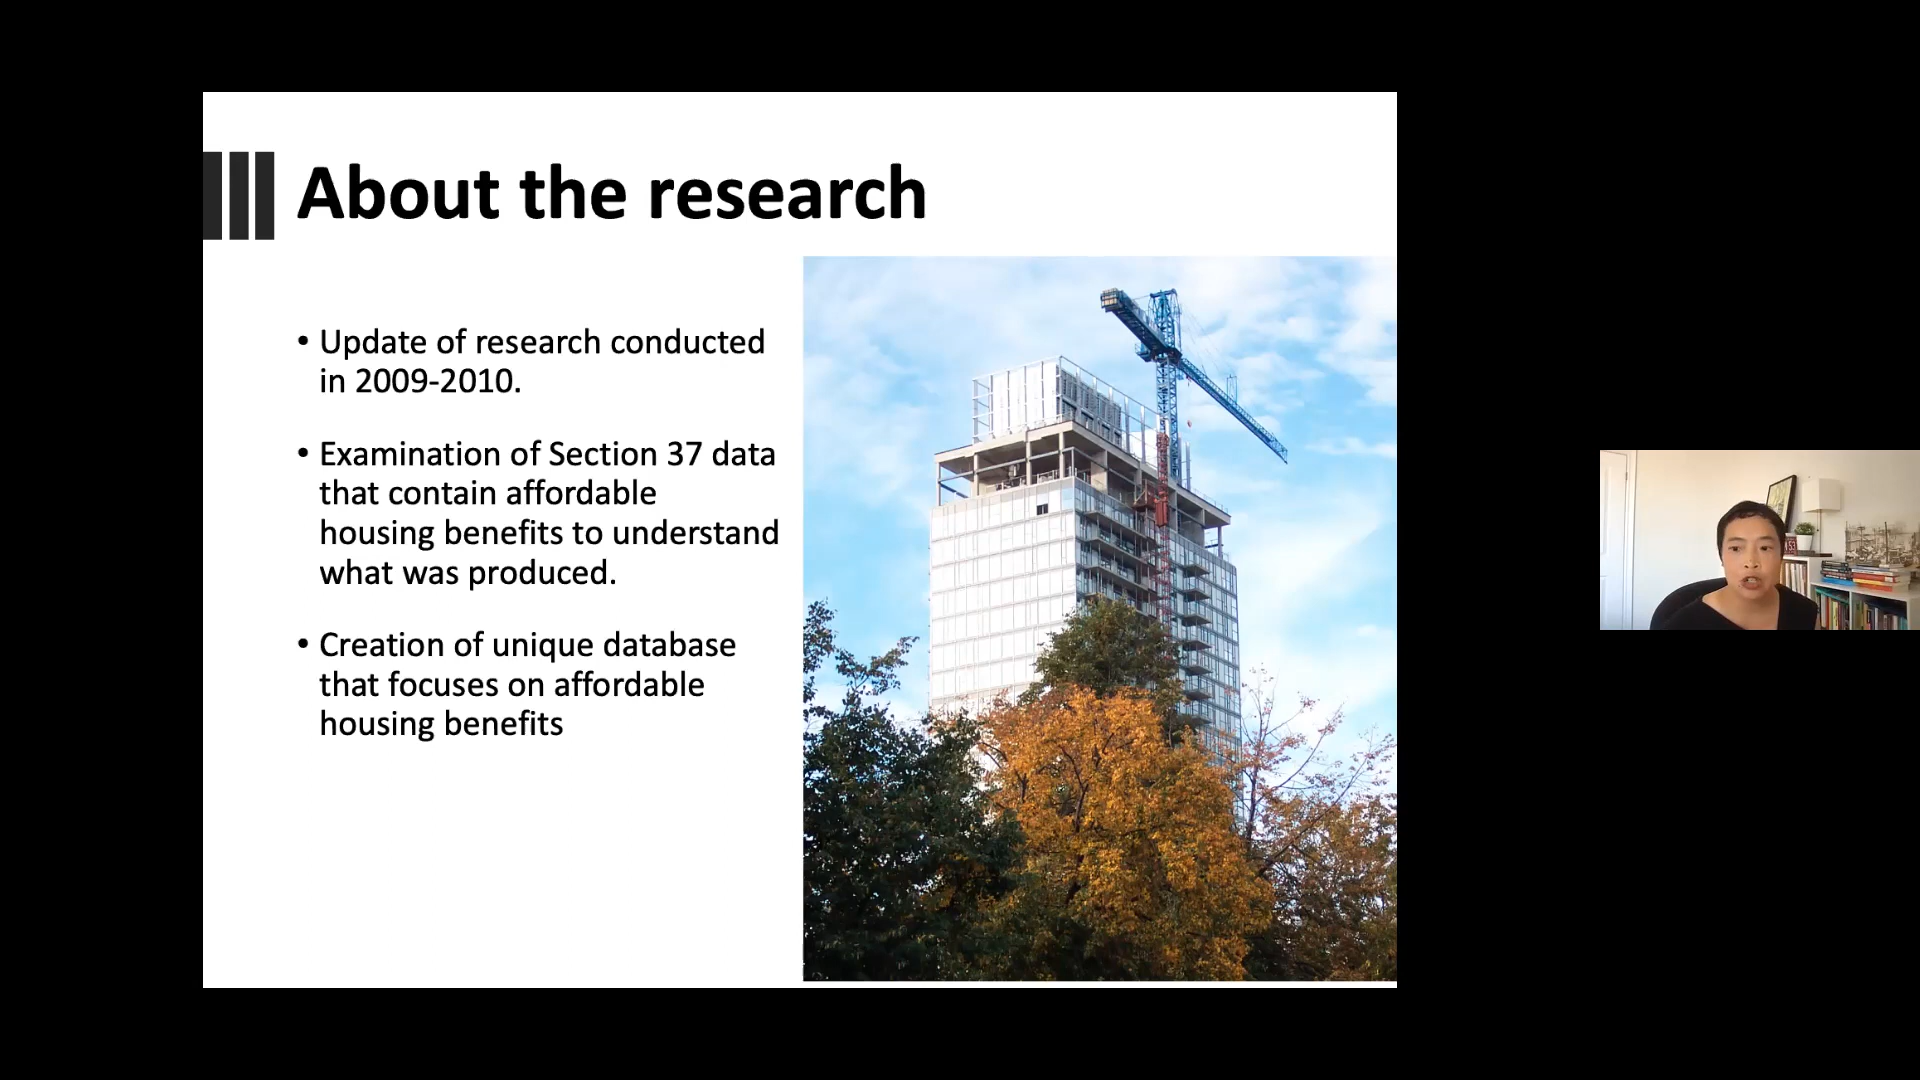 About the research
• Update of research conducted
in 2009-2010.
• Examination of Section 37 data
that contain affordable
housing benefits to understand
what was produced.
• Creation of unique database
that focuses on affordable
housing benefits